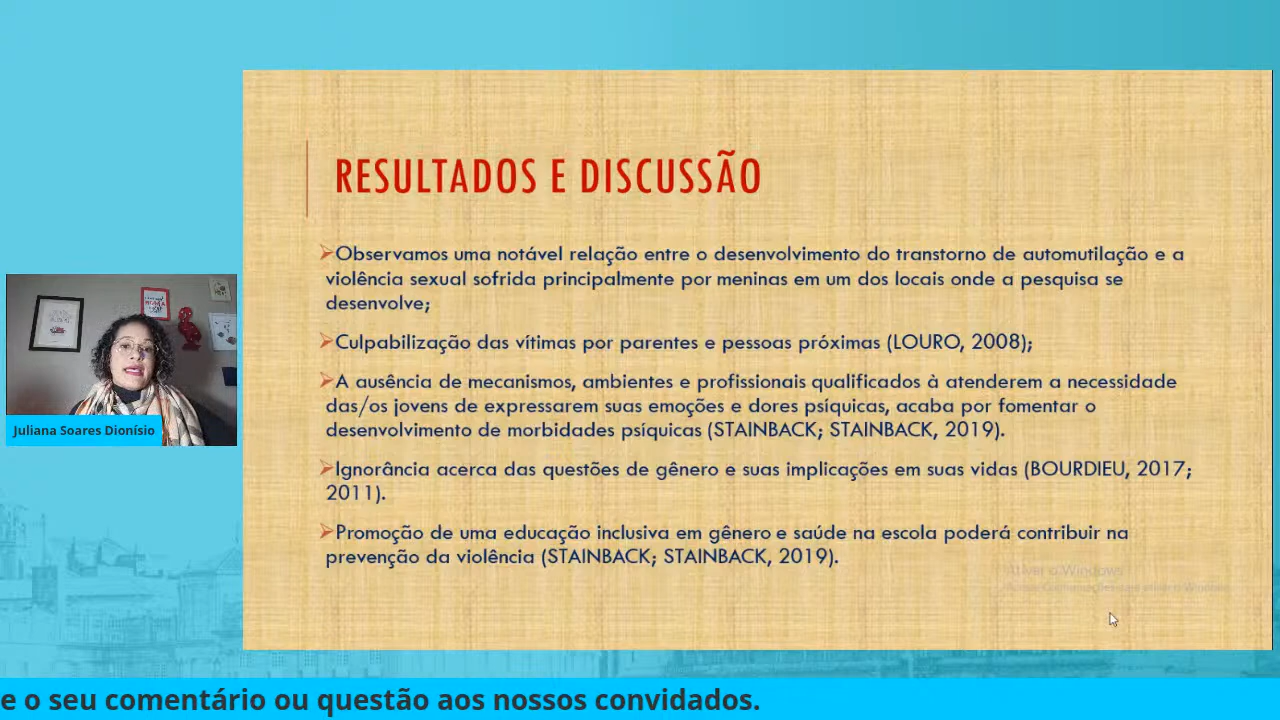 RESULTADOS E DISCUSSÃO
➢Observamos uma notável relação entre o desenvolvimento do transtorno de automutilação e a
violência sexual sofrida principalmente por meninas em um dos locais onde a pesquisa se
desenvolve;
➢Culpabilização das vítimas por parentes e pessoas próximas (LOURO, 2008);
➢A ausência de mecanismos, ambientes e profissionais qualificados à atenderem a necessidade
das/os jovens de expressarem suas emoções e dores psíquicas, acaba por fomentar o
desenvolvimento de morbidades psíquicas (STAINBACK; STAINBACK, 2019).
➢Ignorância acerca das questões de gênero e suas implicações em suas vidas (BOURDIEU, 2017;
2011).
➢Promoção de uma educação inclusiva em gênero e saúde na escola poderá contribuir na
prevenção da violência (STAINBACK; STAINBACK, 2019).
Ativar o Windows
Juliana Soares Dionísio
e o seu comentário ou questão aos nossos convidados.